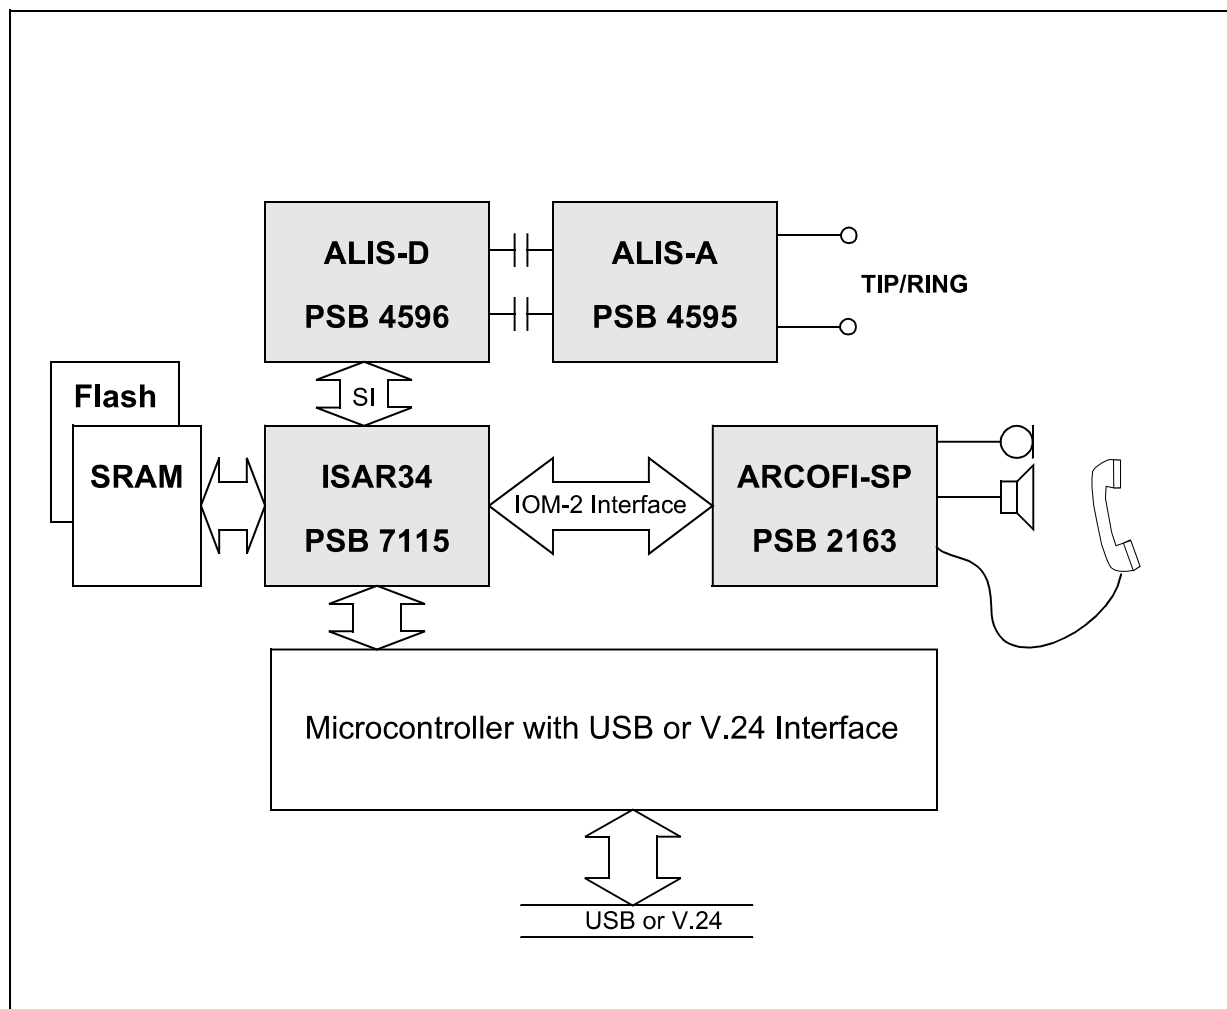 ALIS-D
PSB 4596
ALIS-A
PSB 4595
TIP/RING
SI
Flash
SRAM
ISAR34
PSB 7115
IOM-2 Interface
ARCOFI-SP
PSB 2163
Microcontroller with USB or V.24 Interface
USB or V.24